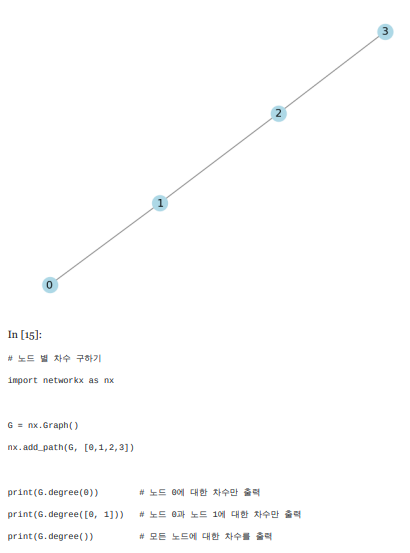 3
2
1
0
In [15]:
# 노드 별 차수 구하기
import networkx as nx
G = nx.Graph()
nx.add_path(G, [0,1,2,3])
print(G.degree(0))        # 노드 0에 대한 차수만 출력
print(G.degree([0, 1]))   # 노드 0과 노드 1에 대한 차수만 출력
print(G.degree())         # 모든 노드에 대한 차수를 출력